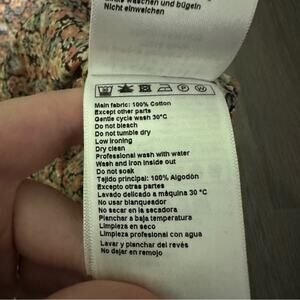 waschen und bügeln
Nicht einweichen
Main fabric: 100% Cotton
Except other parts
Gentle cycle wash 30°C
Do not bleach
Do not tumble dry
Low ironing
Dry clean
Professional wash with water
Wash and iron inside out
Do not soak
Tejido principal: 100% Algodón
Excepto otras partes
Lavado delicado a máquina 30 °C
No usar blanqueador
No secar en la secadora
Planchar a baja temperatura
Limpieza en seco
Limpieza profesional con agua
Lavar y planchar del revés
No dejar en remojo